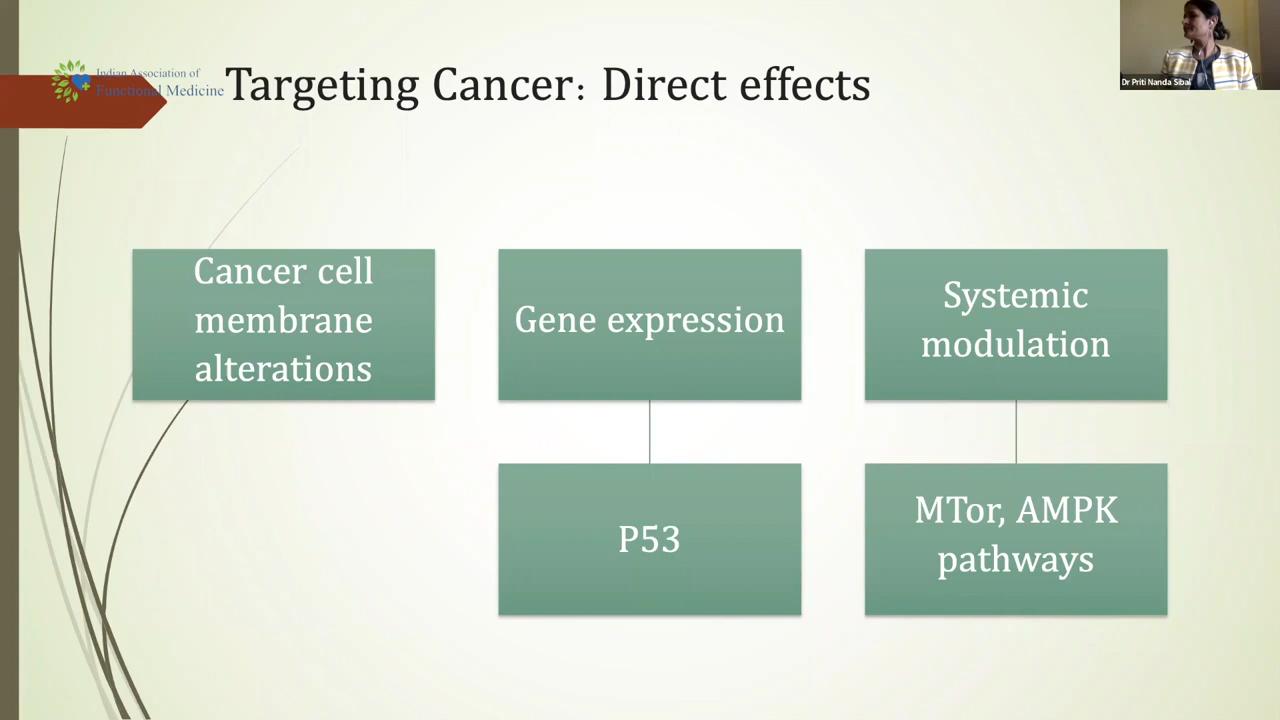 Indian Association of
Functional Medicine
Targeting Cancer: Direct effects
Dr Priti Nanda Sibal
Cancer cell
membrane
alterations
Gene expression
Systemic
modulation
P53
MTor, AMPK
pathways